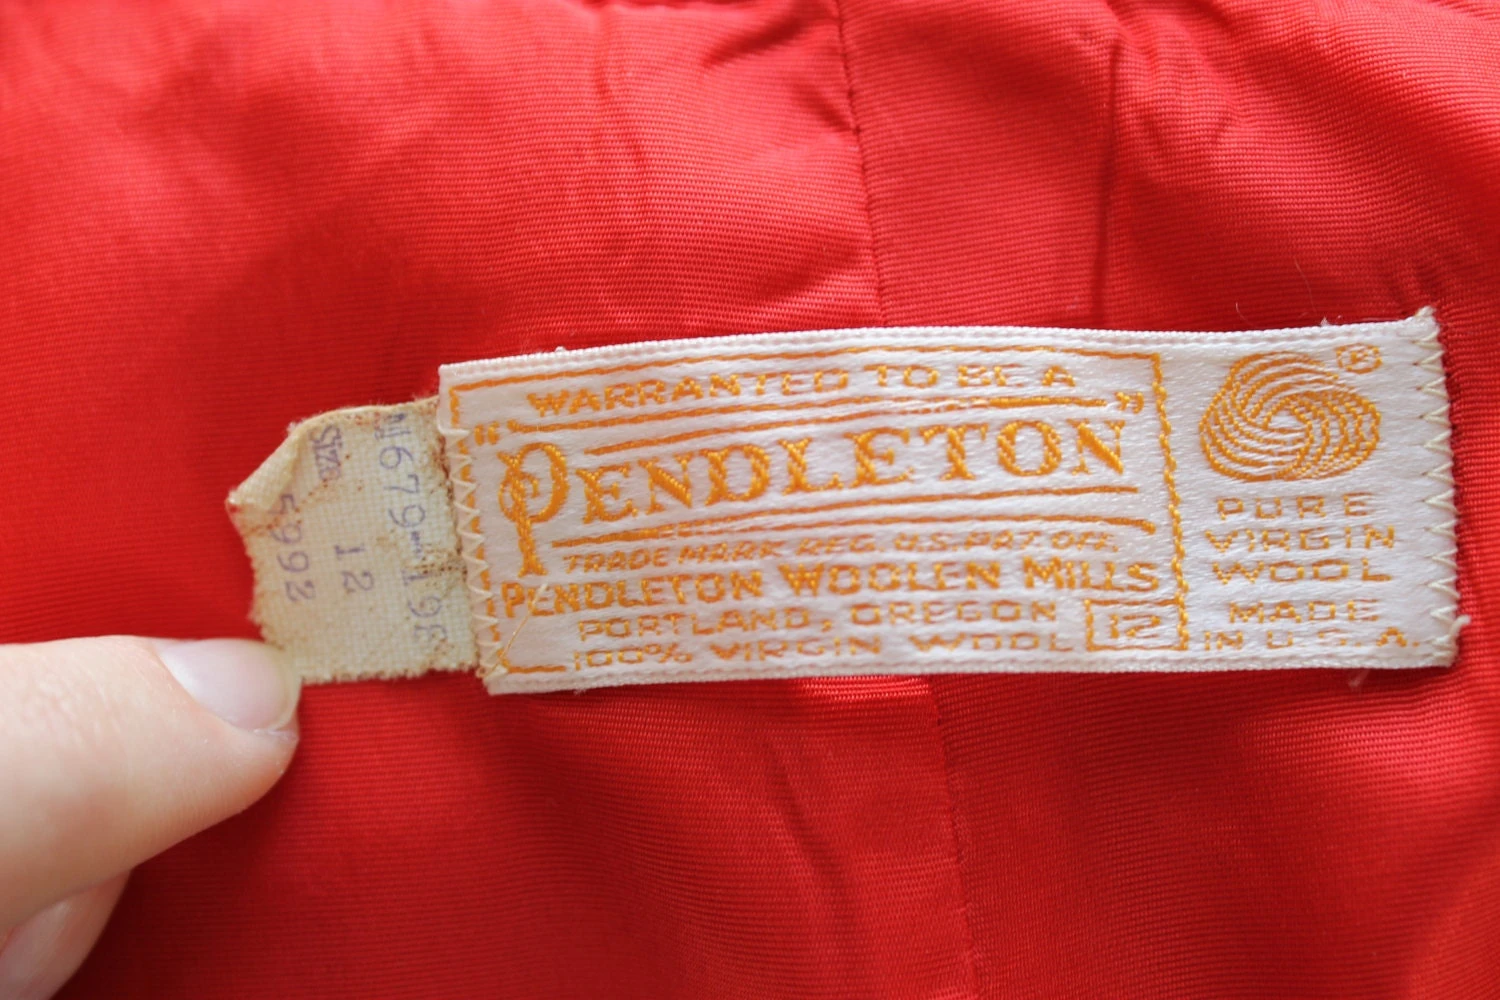 WARRANTED TO BE A
"PENDLETON"
TRADE MARK REG. U.S. PAT. OFF.
PENDLETON WOOLEN MILLS
PORTLAND, OREGON
100% VIRGIN WOOL
12
®
PURE
VIRGIN
WOOL
MADE
IN U.S.A.
SIZE 12
5992